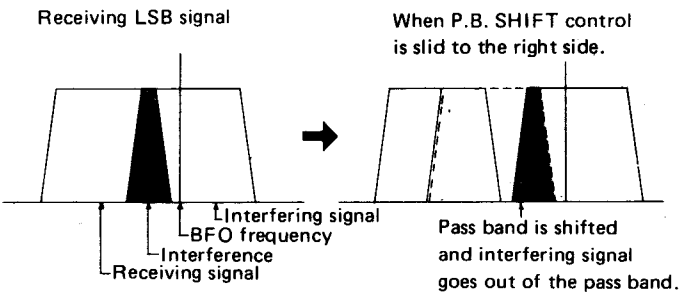 Receiving LSB signal
When P.B. SHIFT control
is slid to the right side.
Interfering signal
BFO frequency
Interference
Receiving signal
Pass band is shifted
and interfering signal
goes out of the pass band.